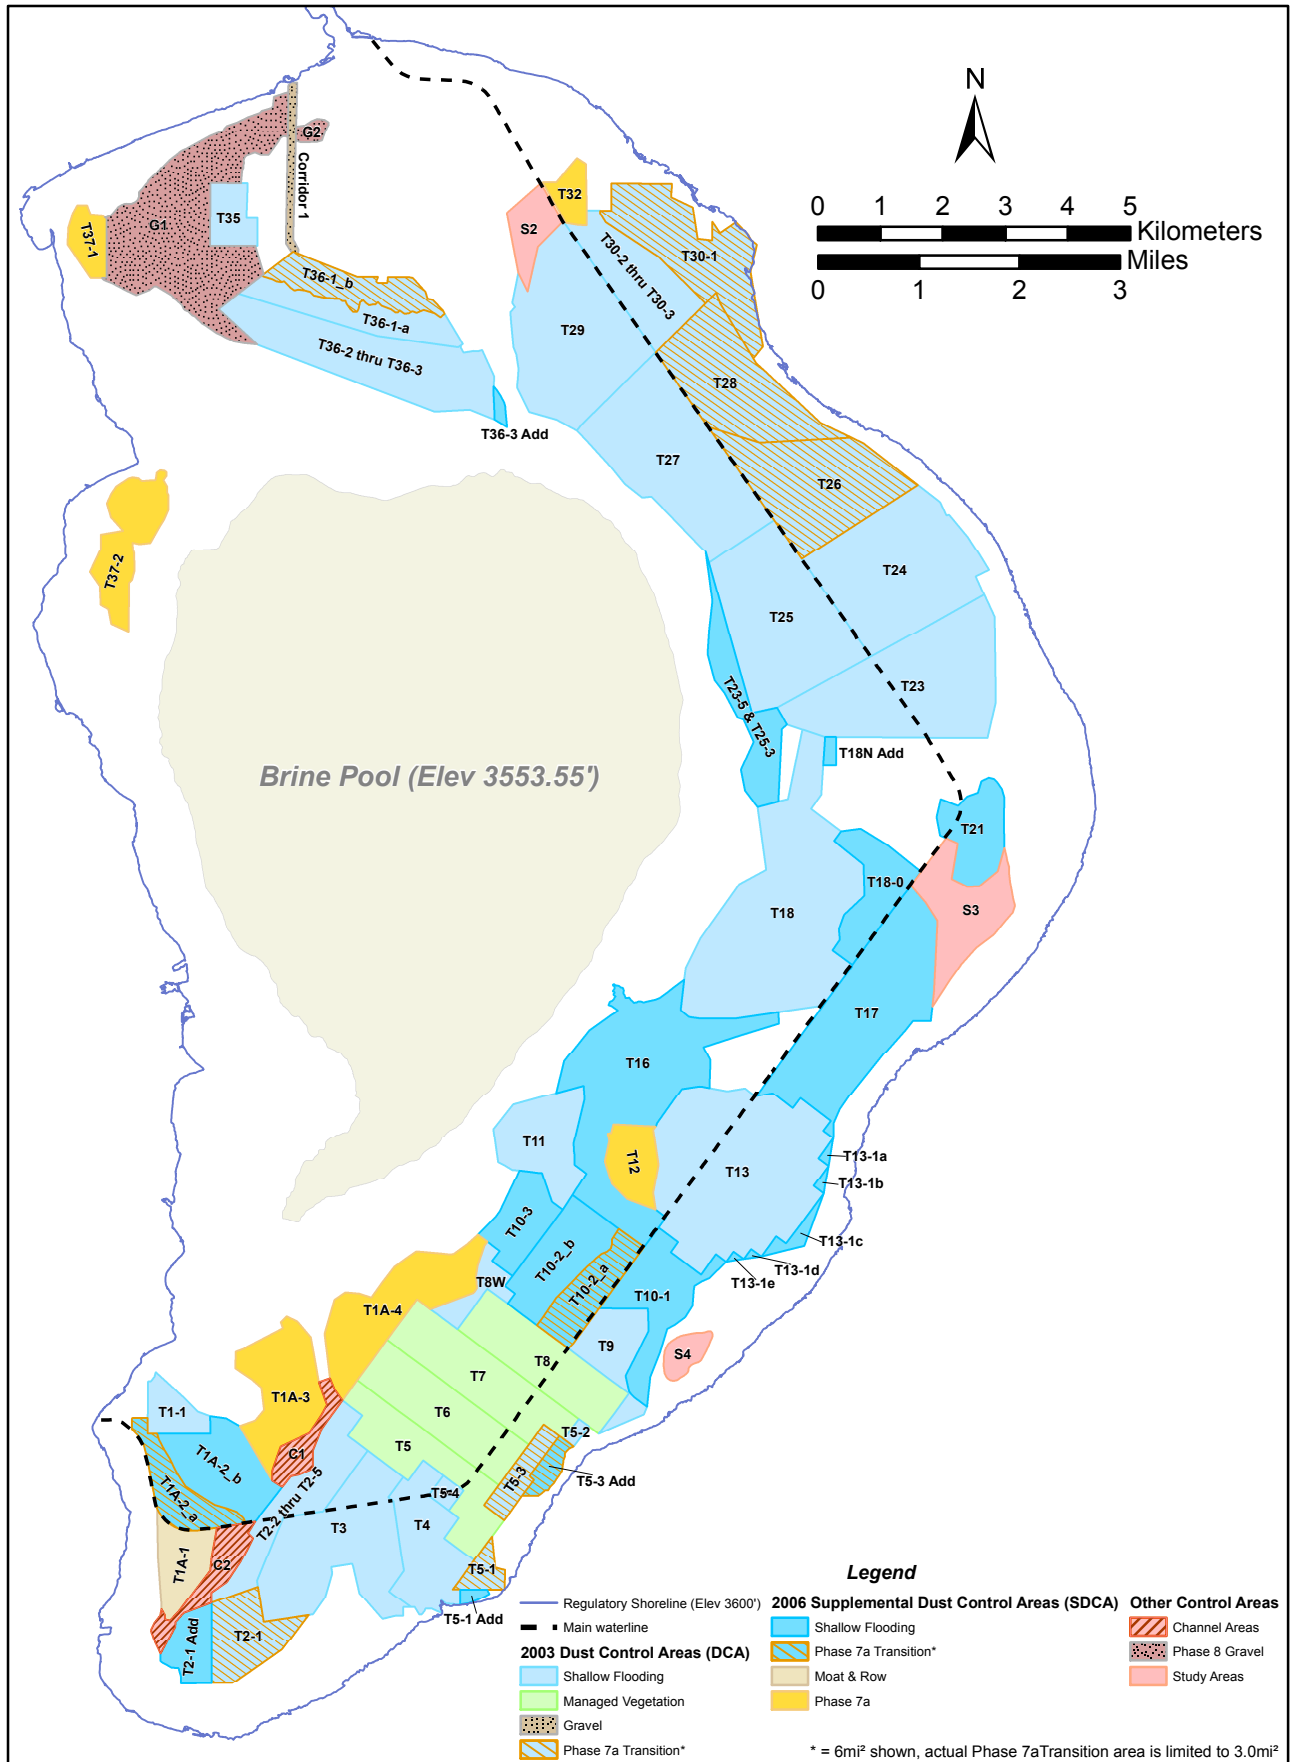 N
0 1 2 3 4 5
Kilometers
Miles
0 1 2 3
G2
Corridor 1
T32
T35
G1
T37-1
S2
T30-1
T30-2 thru T30-3
T36-1_b
T36-1-a
T29
T36-2 thru T36-3
T28
T36-3 Add
T27
T26
T37-2
T24
T25
T23
T23-5 & T25-3
T18N Add
Brine Pool (Elev 3553.55')
T21
T18-0
T18
S3
T17
T16
T11
T12
T13
T13-1a
T13-1b
T10-3
T13-1c
T10-2_b
T13-1d
T13-1e
T8W
T10-2_a
T10-1
T1A-4
T9
S4
T8
T7
T1A-3
T6
T1-1
T5-2
T5
C1
T1A-2_b
T5-3
T5-3 Add
T5-4
T1A-2_a
T2-2 thru T2-5
T3
T4
T1A-1
C2
T5-1
T5-1 Add
T2-1 Add
T2-1
Legend
Regulatory Shoreline (Elev 3600')
Main waterline
2003 Dust Control Areas (DCA)
Shallow Flooding
Managed Vegetation
Gravel
Phase 7a Transition*
2006 Supplemental Dust Control Areas (SDCA)
Shallow Flooding
Phase 7a Transition*
Moat & Row
Phase 7a
Other Control Areas
Channel Areas
Phase 8 Gravel
Study Areas
* = 6mi² shown, actual Phase 7aTransition area is limited to 3.0mi²